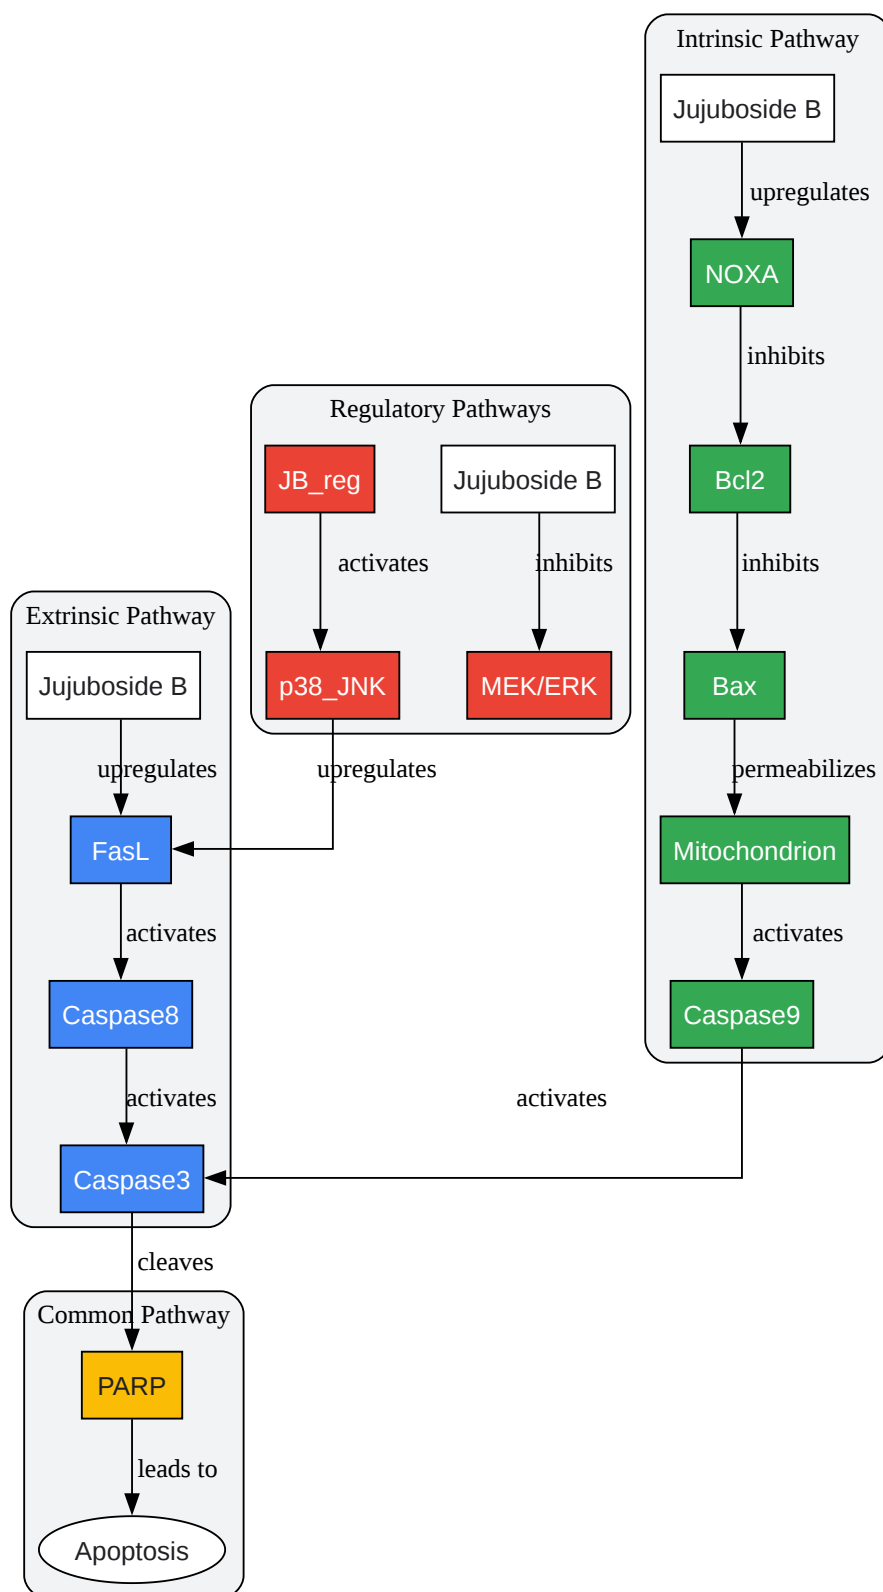 Intrinsic Pathway
Jujuboside B
upregulates
NOXA
inhibits
Bcl2
inhibits
Bax
permeabilizes
Mitochondrion
activates
Caspase9
activates
Regulatory Pathways
JB_reg
Jujuboside B
activates
inhibits
p38_JNK
MEK/ERK
upregulates
Extrinsic Pathway
Jujuboside B
upregulates
FasL
activates
Caspase8
activates
Caspase3
cleaves
Common Pathway
PARP
leads to
Apoptosis